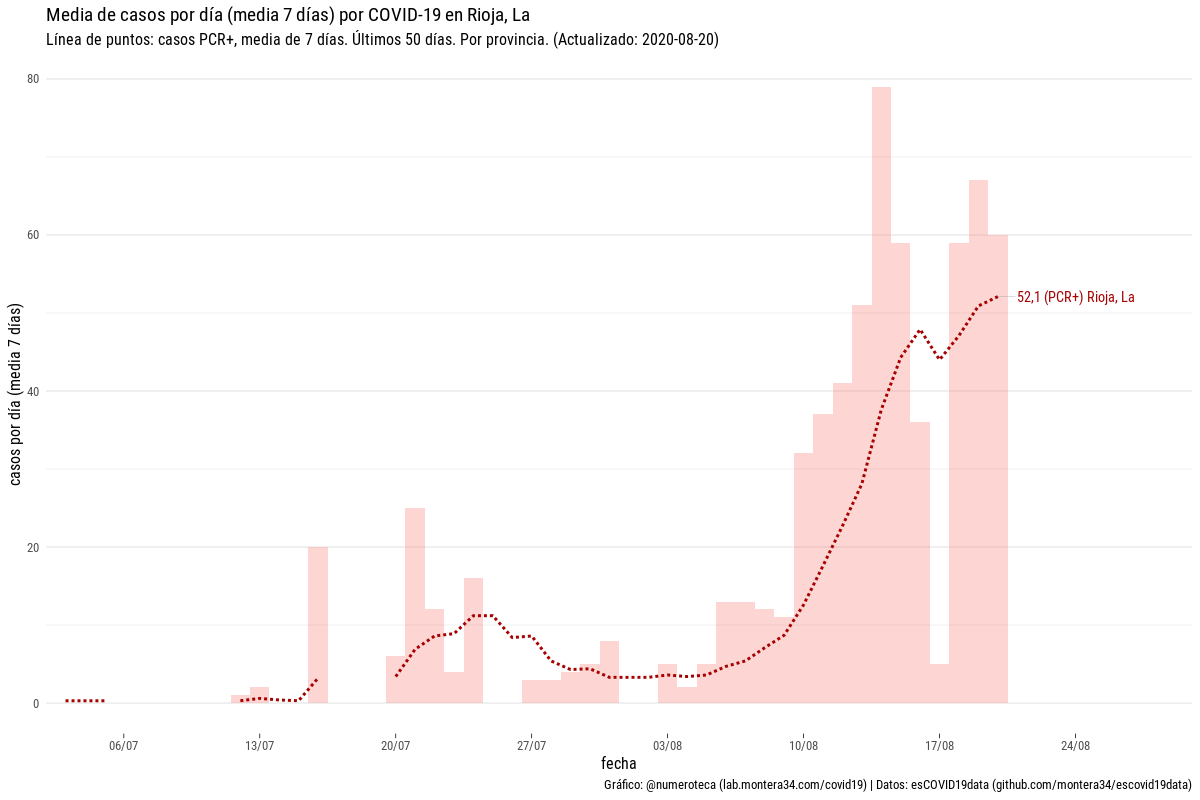 Media de casos por día (media 7 días) por COVID-19 en Rioja, La
Línea de puntos: casos PCR+, media de 7 días. Últimos 50 días. Por provincia. (Actualizado: 2020-08-20)
casos por día (media 7 días)
80
60
40
20
0
52,1 (PCR+) Rioja, La
06/07
13/07
20/07
27/07
03/08
10/08
17/08
24/08
fecha
Gráfico: @numeroteca (lab.montera34.com/covid19) | Datos: esCOVID19data (github.com/montera34/escovid19data)